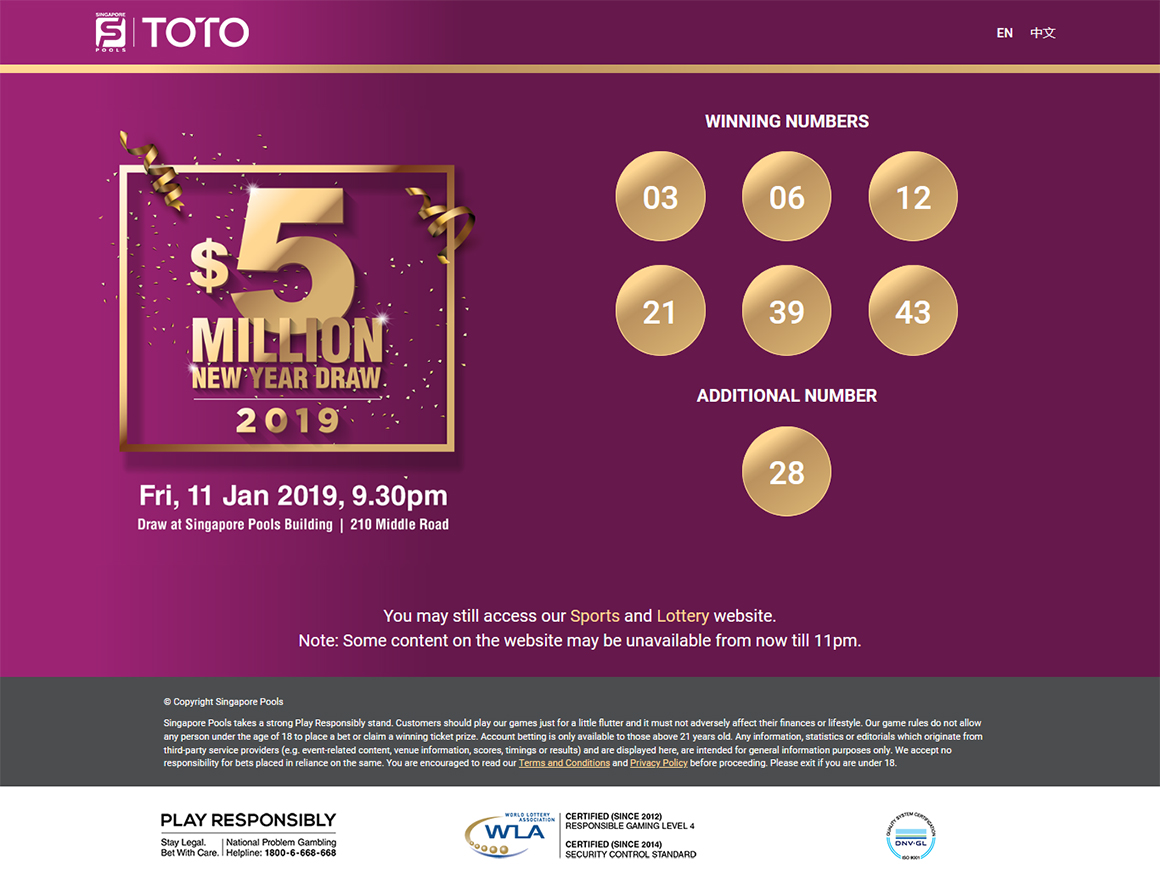 SINGAPORE
POOLS
TOTO
EN 中文
$5
MILLION
NEW YEAR DRAW
2019
Fri, 11 Jan 2019, 9.30pm
Draw at Singapore Pools Building | 210 Middle Road
WINNING NUMBERS
03 06 12
21 39 43
ADDITIONAL NUMBER
28
You may still access our Sports and Lottery website.
Note: Some content on the website may be unavailable from now till 11pm.
© Copyright Singapore Pools
Singapore Pools takes a strong Play Responsibly stand. Customers should play our games just for a little flutter and it must not adversely affect their finances or lifestyle. Our game rules do not allow
any person under the age of 18 to place a bet or claim a winning ticket prize. Account betting is only available to those above 21 years old. Any information, statistics or editorials which originate from
third-party service providers (e.g. event-related content, venue information, scores, timings or results) and are displayed here, are intended for general information purposes only. We accept no
responsibility for bets placed in reliance on the same. You are encouraged to read our Terms and Conditions and Privacy Policy before proceeding. Please exit if you are under 18.
PLAY RESPONSIBLY
Stay Legal. | National Problem Gambling
Bet With Care. | Helpline: 1800-6-668-668
WORLD LOTTERY
ASSOCIATION
WLA
CERTIFIED (SINCE 2012)
RESPONSIBLE GAMING LEVEL 4
CERTIFIED (SINCE 2014)
SECURITY CONTROL STANDARD
QUALITY SYSTEM CERTIFICATION
DNV·GL
ISO 9001